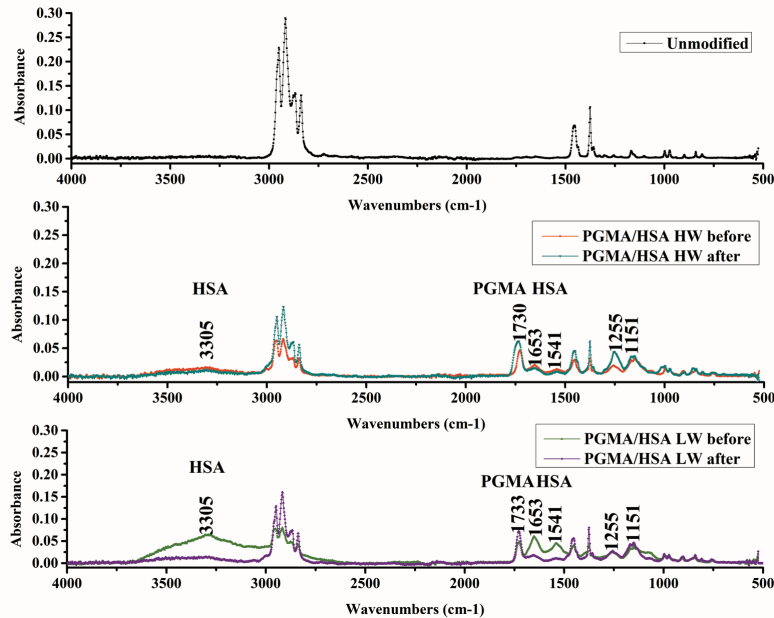 0.30
0.25
0.20
0.15
0.10
0.05
0.00
Absorbance
Unmodified
4000 3500 3000 2500 2000 1500 1000 500
Wavenumbers (cm-1)
0.30
0.25
0.20
0.15
0.10
0.05
0.00
Absorbance
PGMA/HSA HW before
PGMA/HSA HW after
HSA
PGMA HSA
3305
1730
1653
1541
1255
1151
4000 3500 3000 2500 2000 1500 1000 500
Wavenumbers (cm-1)
0.30
0.25
0.20
0.15
0.10
0.05
0.00
Absorbance
PGMA/HSA LW before
PGMA/HSA LW after
HSA
PGMA HSA
3305
1733
1653
1541
1255
1151
4000 3500 3000 2500 2000 1500 1000 500
Wavenumbers (cm-1)